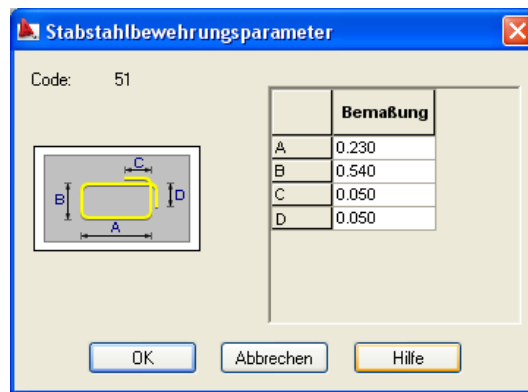 Stabstahlbewehrungsparameter
Code: 51
Bemaßung
A 0.230
B 0.540
C 0.050
D 0.050
C
B D
A
OK Abbrechen Hilfe